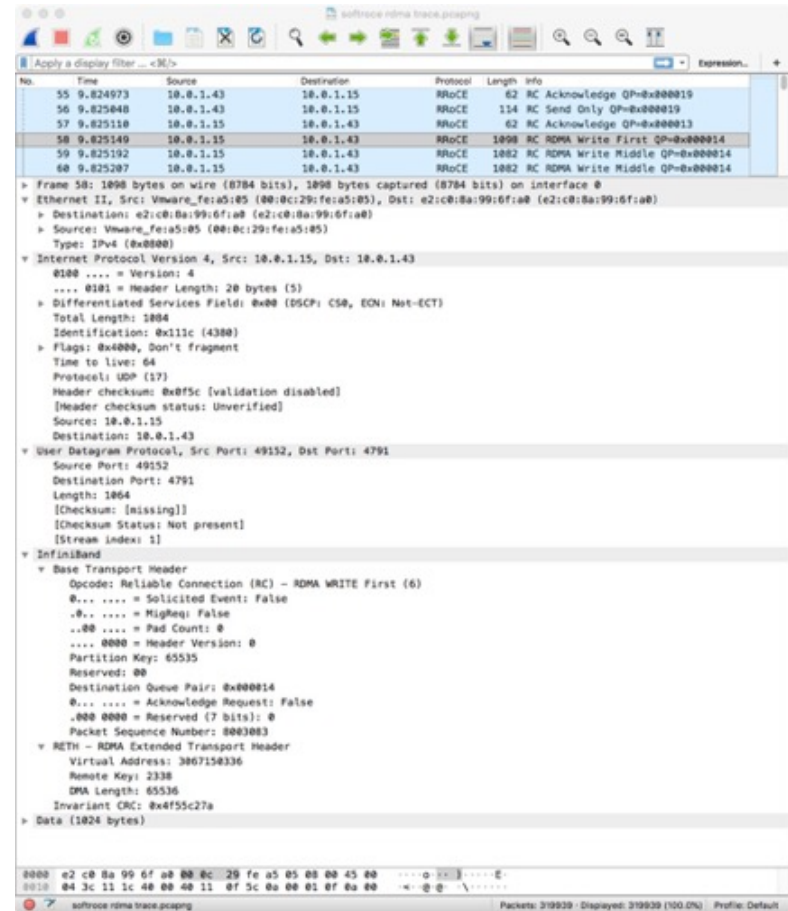 softroce rdma trace.pcapng
Apply a display filter ... <⌘/>
Expression...
+
No. Time Source Destination Protocol Length Info
55 9.824973 10.0.1.43 10.0.1.15 RRoCE 62 RC Acknowledge QP=0x000019
56 9.825048 10.0.1.43 10.0.1.15 RRoCE 114 RC Send Only QP=0x000019
57 9.825110 10.0.1.15 10.0.1.43 RRoCE 62 RC Acknowledge QP=0x000013
58 9.825149 10.0.1.15 10.0.1.43 RRoCE 1098 RC RDMA Write First QP=0x000014
59 9.825192 10.0.1.15 10.0.1.43 RRoCE 1082 RC RDMA Write Middle QP=0x000014
60 9.825207 10.0.1.15 10.0.1.43 RRoCE 1082 RC RDMA Write Middle QP=0x000014
Frame 58: 1098 bytes on wire (8784 bits), 1098 bytes captured (8784 bits) on interface 0
Ethernet II, Src: Vmware_fe:a5:05 (00:0c:29:fe:a5:05), Dst: e2:c0:8a:99:6f:a0 (e2:c0:8a:99:6f:a0)
Destination: e2:c0:8a:99:6f:a0 (e2:c0:8a:99:6f:a0)
Source: Vmware_fe:a5:05 (00:0c:29:fe:a5:05)
Type: IPv4 (0x0800)
Internet Protocol Version 4, Src: 10.0.1.15, Dst: 10.0.1.43
0100 .... = Version: 4
.... 0101 = Header Length: 20 bytes (5)
Differentiated Services Field: 0x00 (DSCP: CS0, ECN: Not-ECT)
Total Length: 1084
Identification: 0x111c (4380)
Flags: 0x4000, Don't fragment
Time to live: 64
Protocol: UDP (17)
Header checksum: 0x0f5c [validation disabled]
[Header checksum status: Unverified]
Source: 10.0.1.15
Destination: 10.0.1.43
User Datagram Protocol, Src Port: 49152, Dst Port: 4791
Source Port: 49152
Destination Port: 4791
Length: 1064
[Checksum: [missing]]
[Checksum Status: Not present]
[Stream index: 1]
InfiniBand
Base Transport Header
Opcode: Reliable Connection (RC) - RDMA WRITE First (6)
0... .... = Solicited Event: False
.0.. .... = MigReq: False
..00 .... = Pad Count: 0
.... 0000 = Header Version: 0
Partition Key: 65535
Reserved: 00
Destination Queue Pair: 0x000014
0... .... = Acknowledge Request: False
.000 0000 = Reserved (7 bits): 0
Packet Sequence Number: 8003083
RETH - RDMA Extended Transport Header
Virtual Address: 3067150336
Remote Key: 2338
DMA Length: 65536
Invariant CRC: 0x4f55c27a
Data (1024 bytes)
0000 e2 c0 8a 99 6f a0 00 0c 29 fe a5 05 08 00 45 00 ····o··· )·····E·
0010 04 3c 11 1c 40 00 40 11 0f 5c 0a 00 01 0f 0a 00 ·<··@·@· ·\······
softroce rdma trace.pcapng
Packets: 319939 · Displayed: 319939 (100.0%)
Profile: Default